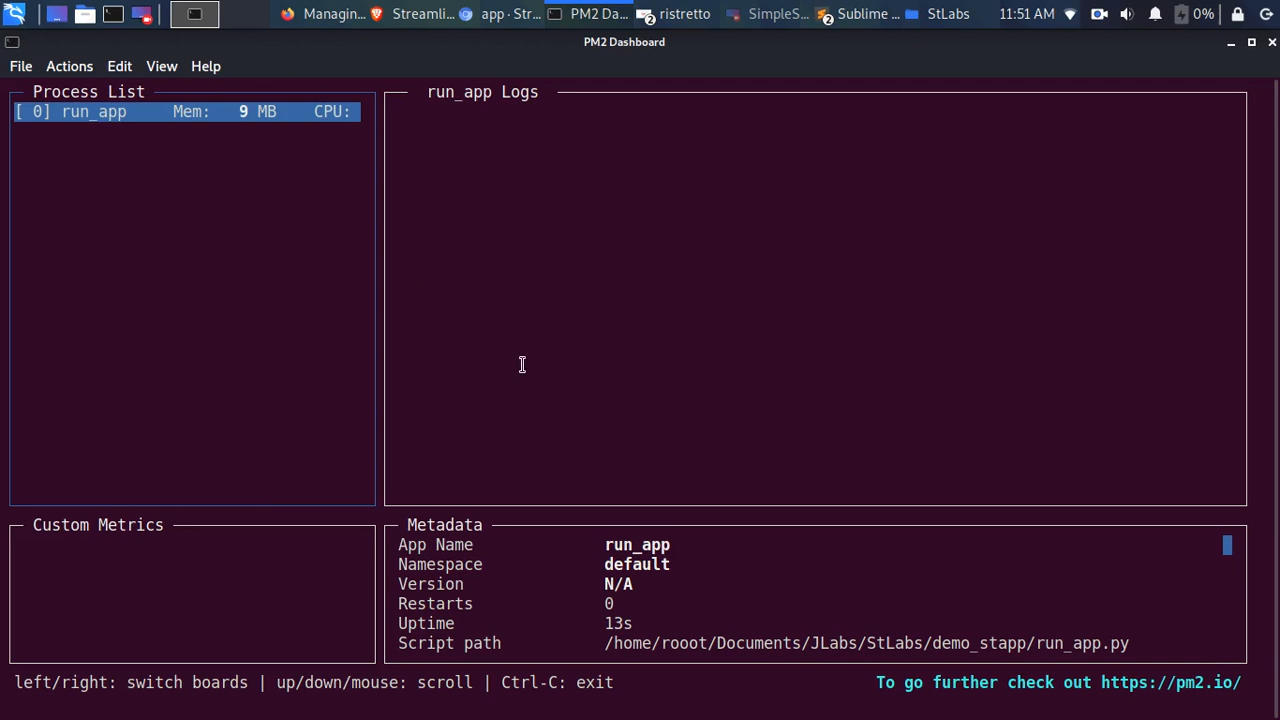 Managin... Streamli... app · Str... PM2 Da... 2 ristretto SimpleS... 2 Sublime ... StLabs 11:51 AM 0%
PM2 Dashboard
File Actions Edit View Help
Process List
[ 0] run_app Mem: 9 MB CPU:
run_app Logs
Custom Metrics
Metadata
App Name run_app
Namespace default
Version N/A
Restarts 0
Uptime 13s
Script path /home/rooot/Documents/JLabs/StLabs/demo_stapp/run_app.py
left/right: switch boards | up/down/mouse: scroll | Ctrl-C: exit To go further check out https://pm2.io/